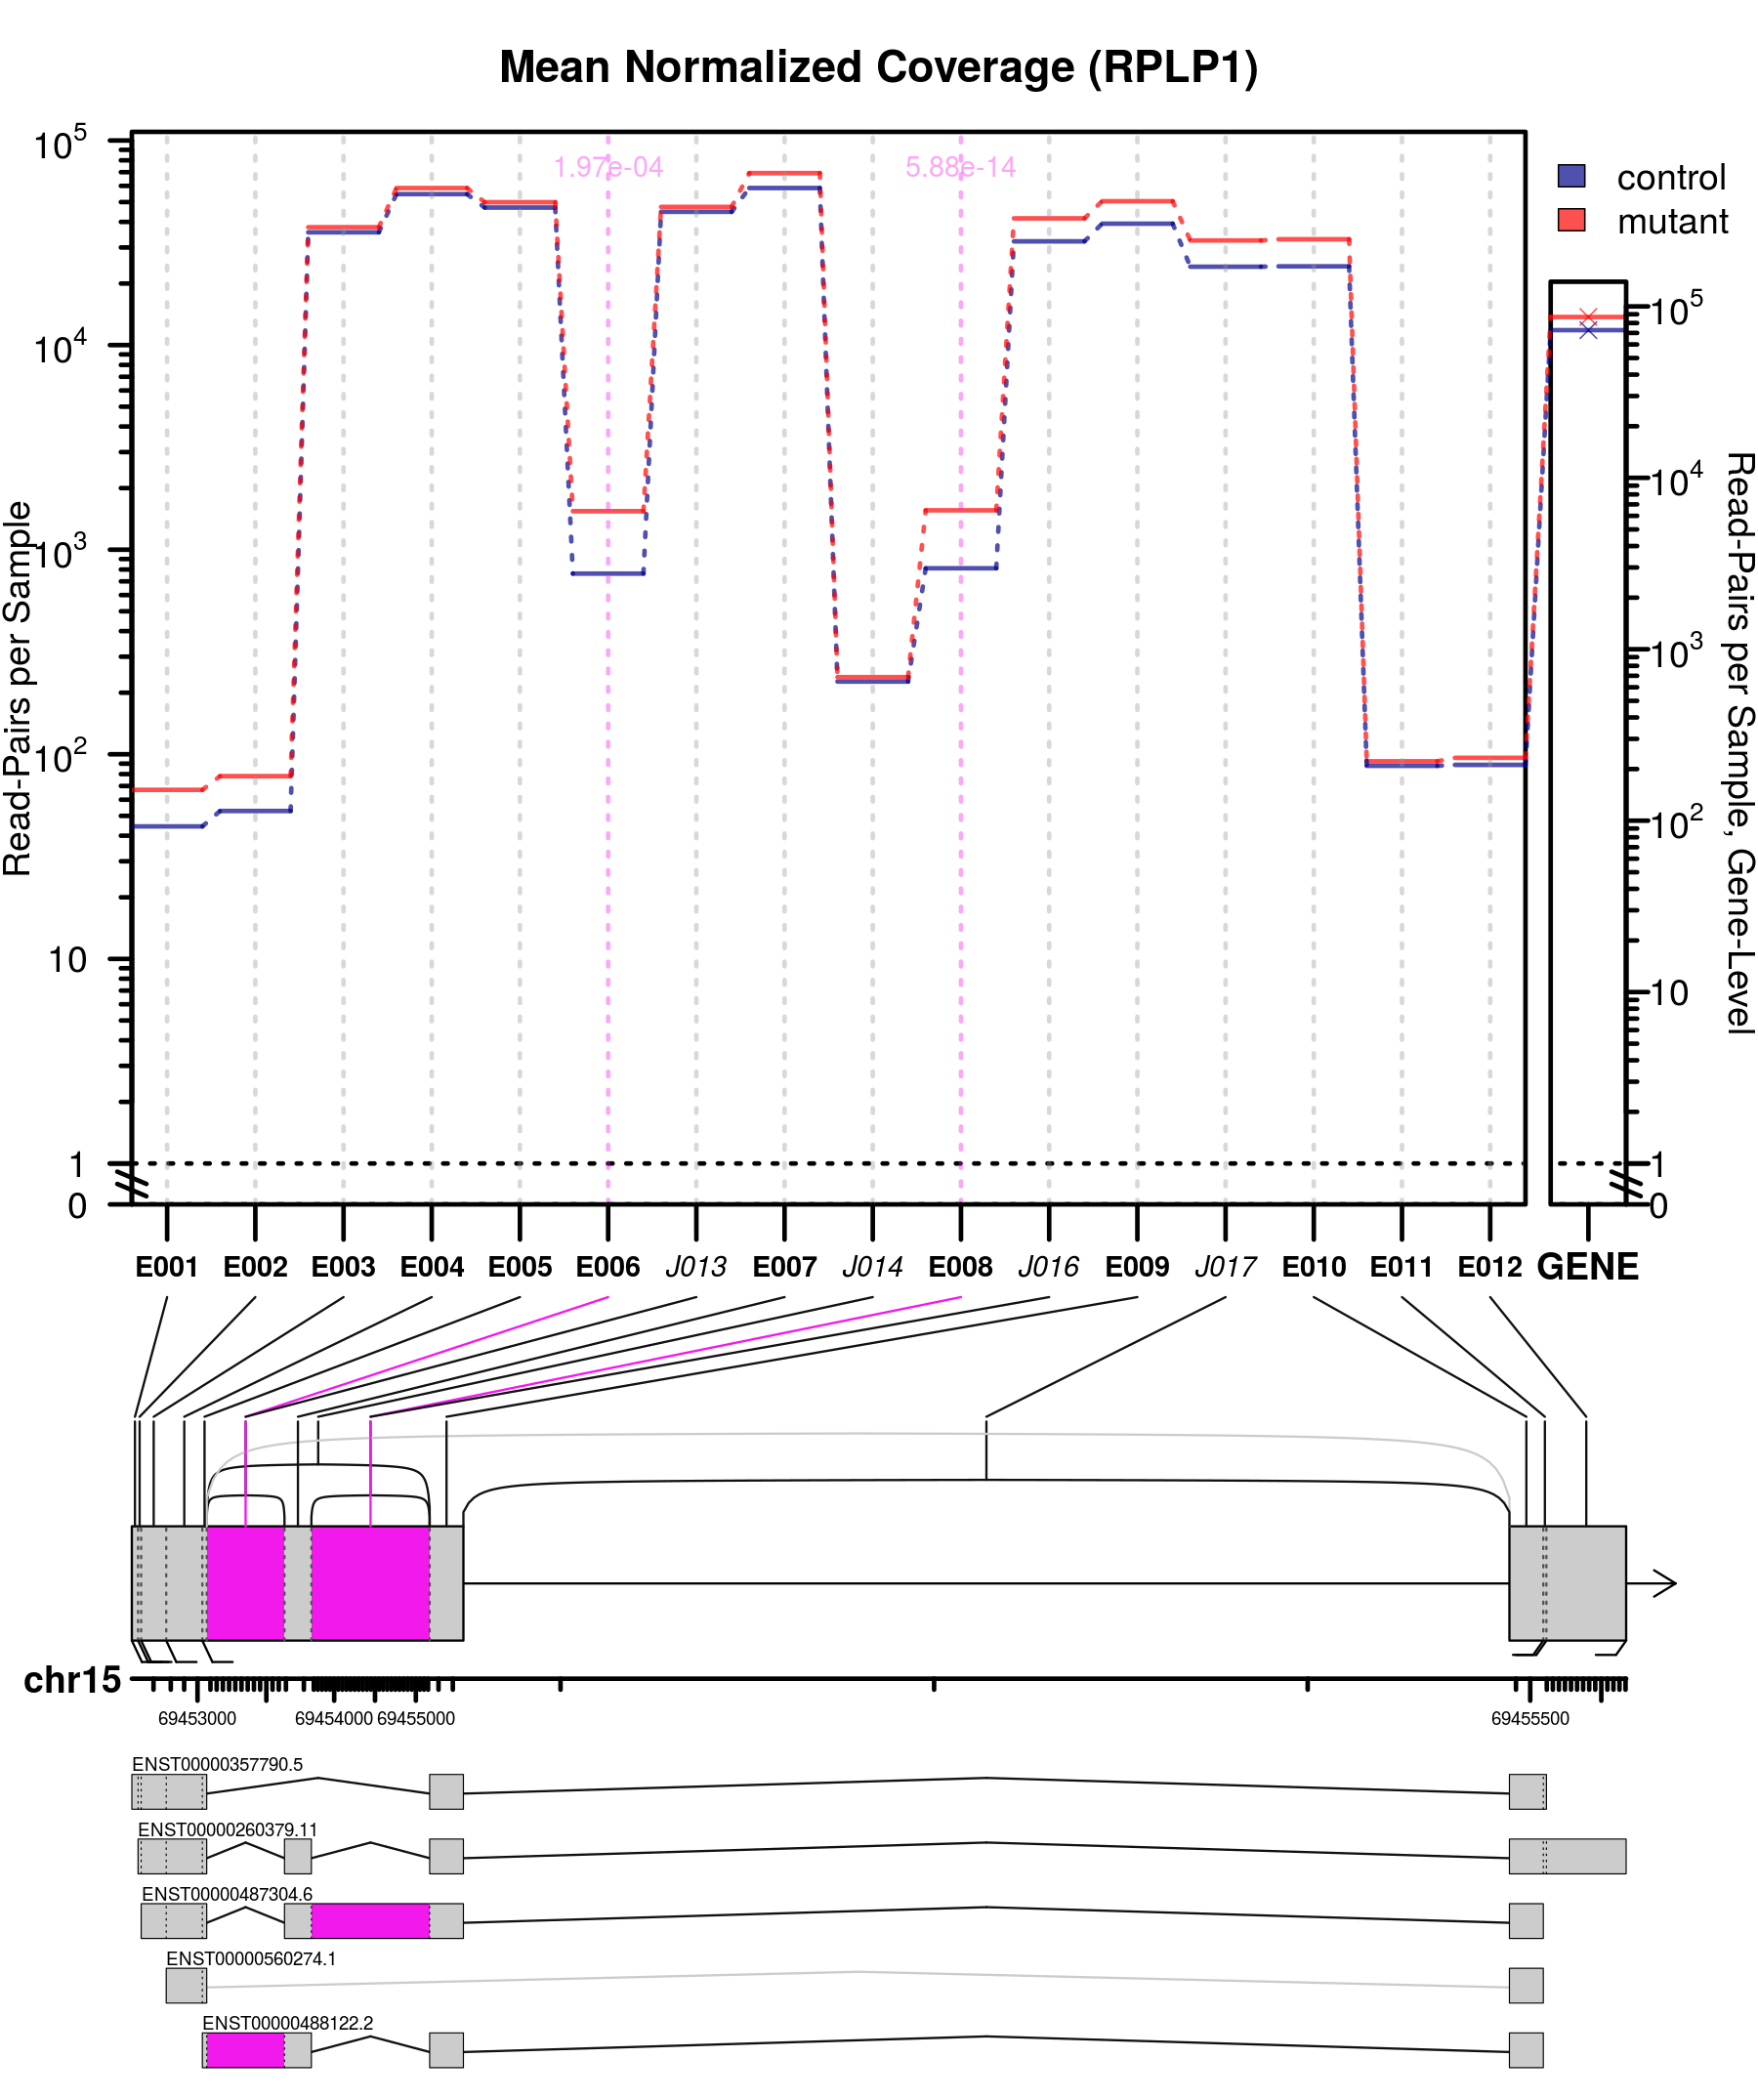 Mean Normalized Coverage (RPLP1)
1.97e-04 5.88e-14
control
mutant
Read-Pairs per Sample
10^5
10^4
10^3
10^2
10
1
0
10^5
10^4
10^3
10^2
10
1
0
Read-Pairs per Sample, Gene-Level
E001 E002 E003 E004 E005 E006 J013 E007 J014 E008 J016 E009 J017 E010 E011 E012 GENE
chr15
69453000 69454000 69455000 69455500
ENST00000357790.5
ENST00000260379.11
ENST00000487304.6
ENST00000560274.1
ENST00000488122.2